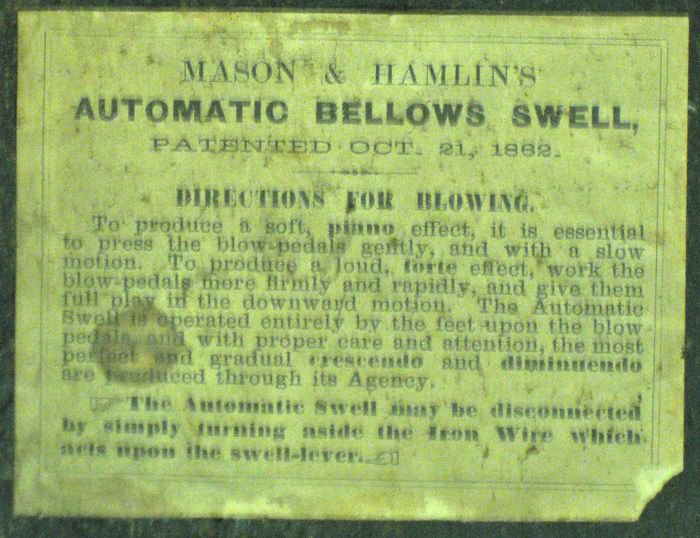 MASON & HAMLIN'S
AUTOMATIC BELLOWS SWELL,
PATENTED OCT. 21, 1862.
DIRECTIONS FOR BLOWING.
To produce a soft, piano effect, it is essential
to press the blow-pedals gently, and with a slow
motion. To produce a loud, forte effect, work the
blow-pedals more firmly and rapidly, and give them
full play in the downward motion. The Automatic
Swell is operated entirely by the feet upon the blow
pedals, and with proper care and attention, the most
perfect and gradual crescendo and diminuendo
are produced through its Agency.
☞ The Automatic Swell may be disconnected
by simply turning aside the Iron Wire which
acts upon the swell-lever. ☜